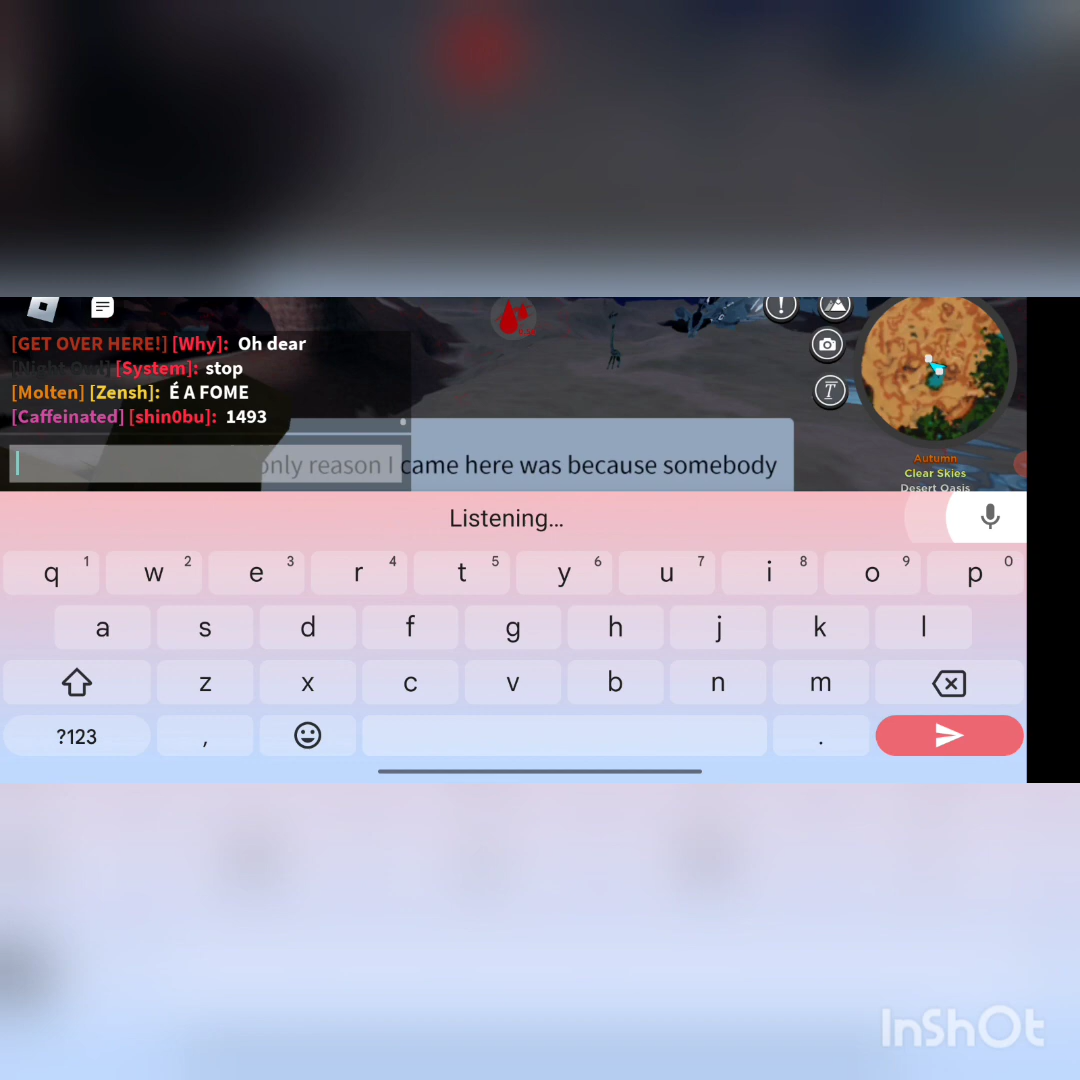 [GET OVER HERE!] [Why]: Oh dear
[Night Owl] [System]: stop
[Molten] [Zensh]: É A FOME
[Caffeinated] [shin0bu]: 1493
only reason I came here was because somebody
Autumn
Clear Skies
Desert Oasis
Listening...
q 1 w 2 e 3 r 4 t 5 y 6 u 7 i 8 o 9 p 0
a s d f g h j k l
z x c v b n m
?123 , .
InShOt